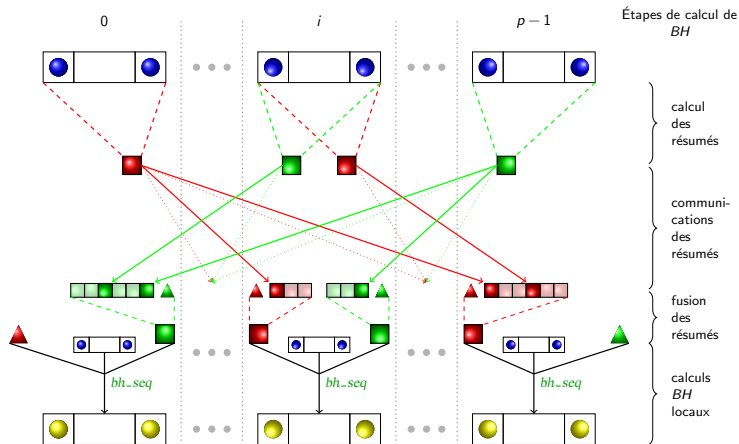 0
i
p − 1
Étapes de calcul de
BH
calcul
des
résumés
communi-
cations
des
résumés
fusion
des
résumés
bh_seq
bh_seq
bh_seq
calculs
BH
locaux